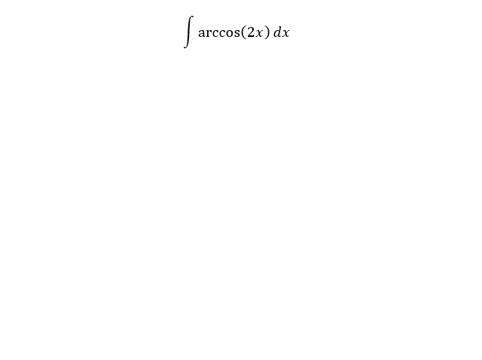 ∫ arccos(2x) dx